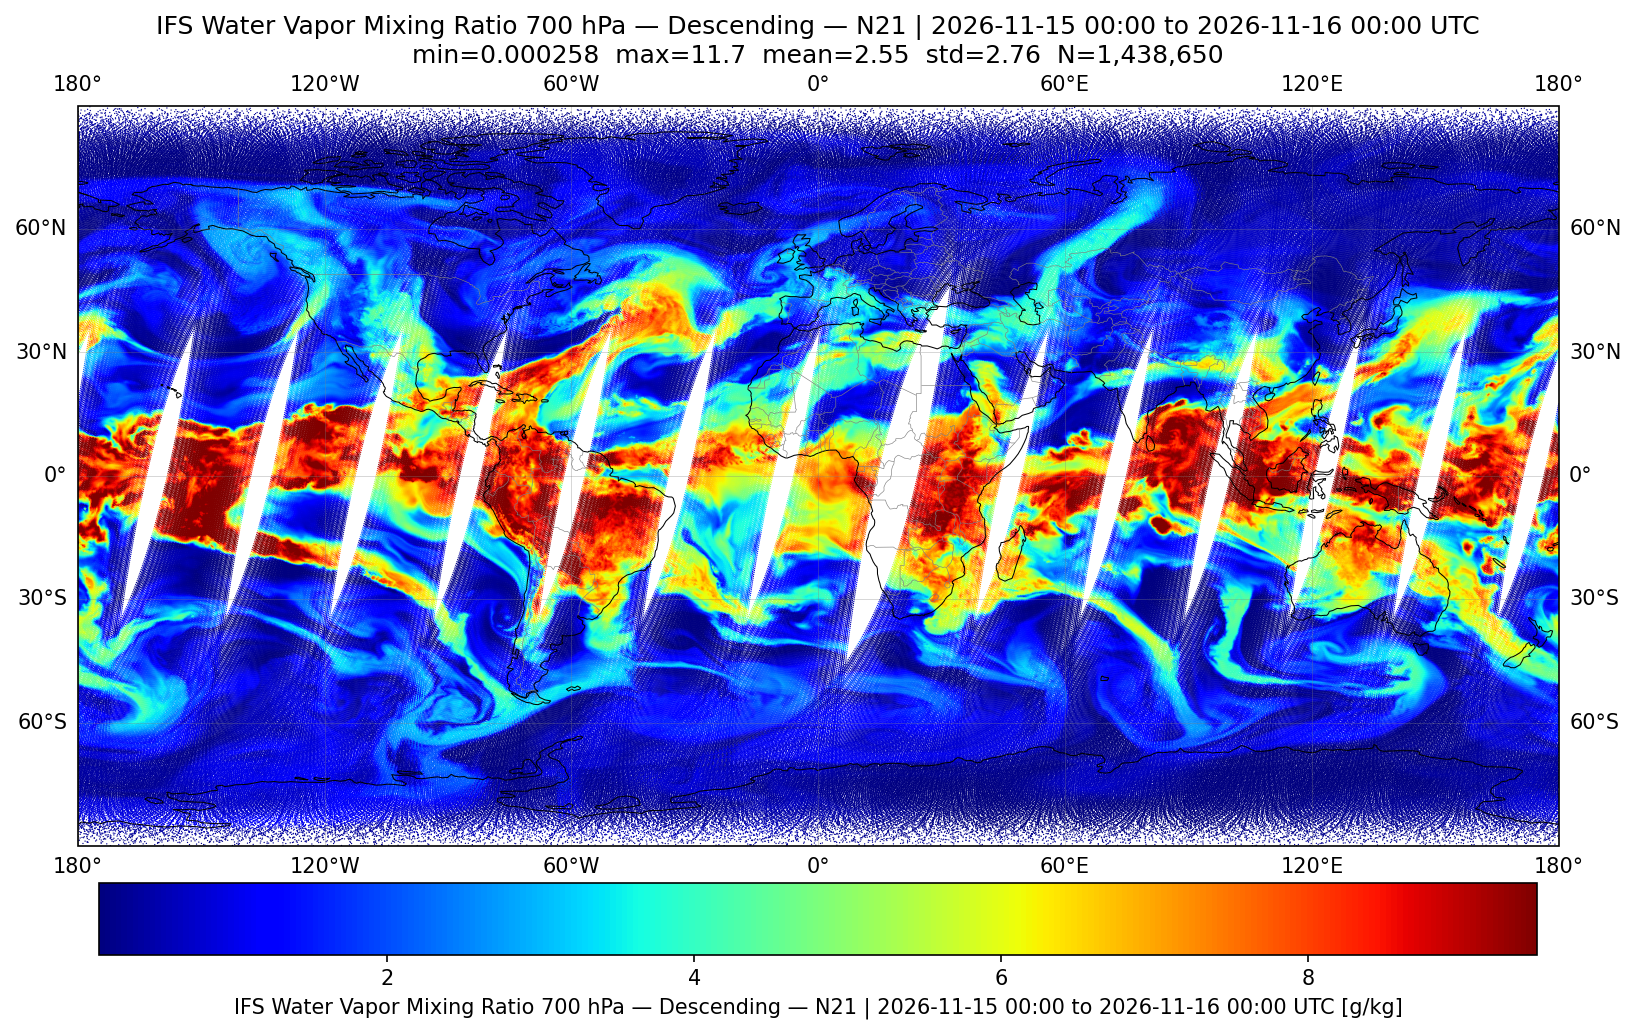 IFS Water Vapor Mixing Ratio 700 hPa — Descending — N21 | 2026-11-15 00:00 to 2026-11-16 00:00 UTC
min=0.000258 max=11.7 mean=2.55 std=2.76 N=1,438,650
180° 120°W 60°W 0° 60°E 120°E 180°
60°N 60°N
30°N 30°N
0° 0°
30°S 30°S
60°S 60°S
180° 120°W 60°W 0° 60°E 120°E 180°
2 4 6 8
IFS Water Vapor Mixing Ratio 700 hPa — Descending — N21 | 2026-11-15 00:00 to 2026-11-16 00:00 UTC [g/kg]